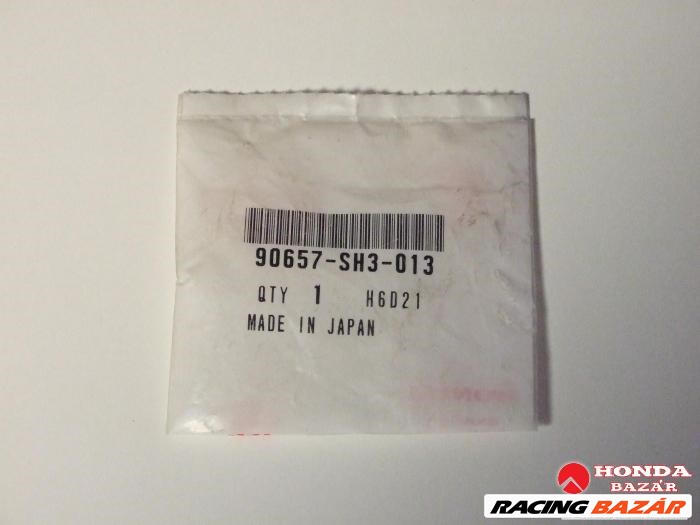 90657-SH3-013
QTY 1 H6D21
MADE IN JAPAN
HONDA
BAZÁR
RACING BAZÁR